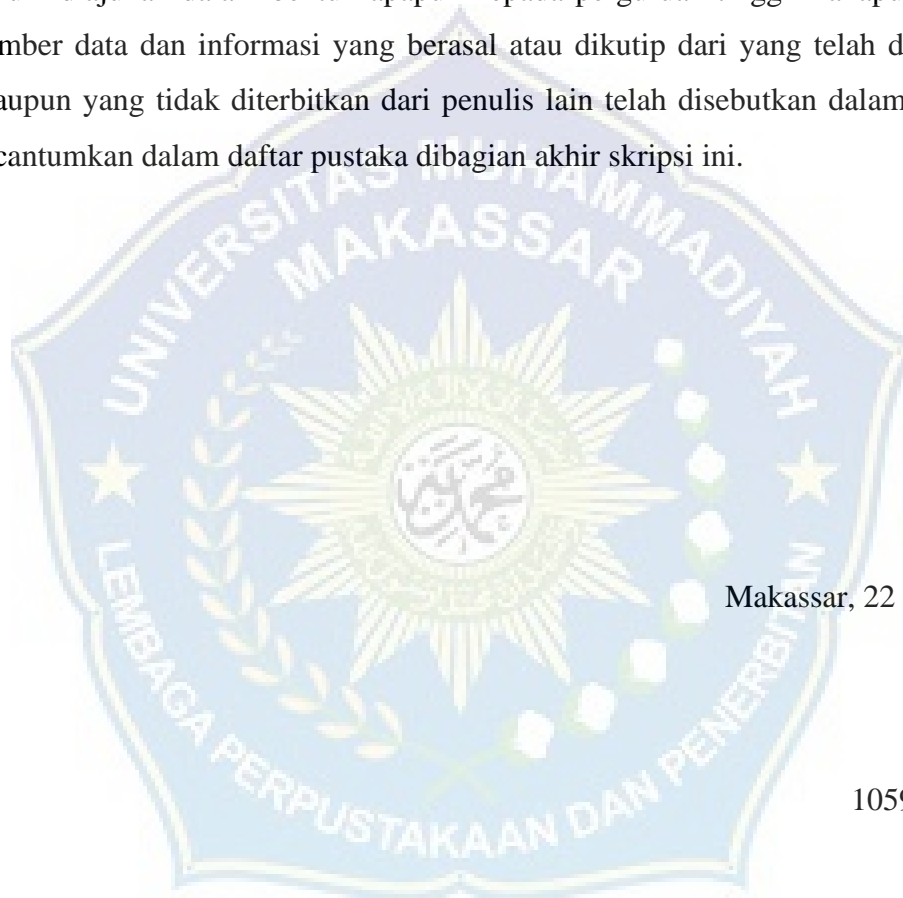 mber data dan informasi yang berasal atau dikutip dari yang telah d
aupun yang tidak diterbitkan dari penulis lain telah disebutkan dalam
cantumkan dalam daftar pustaka dibagian akhir skripsi ini.
UNIVERSITAS MUHAMMADIYAH
MAKASSAR
Makassar, 22
1059
LEMBAGA PERPUSTAKAAN DAN PENERBITAN